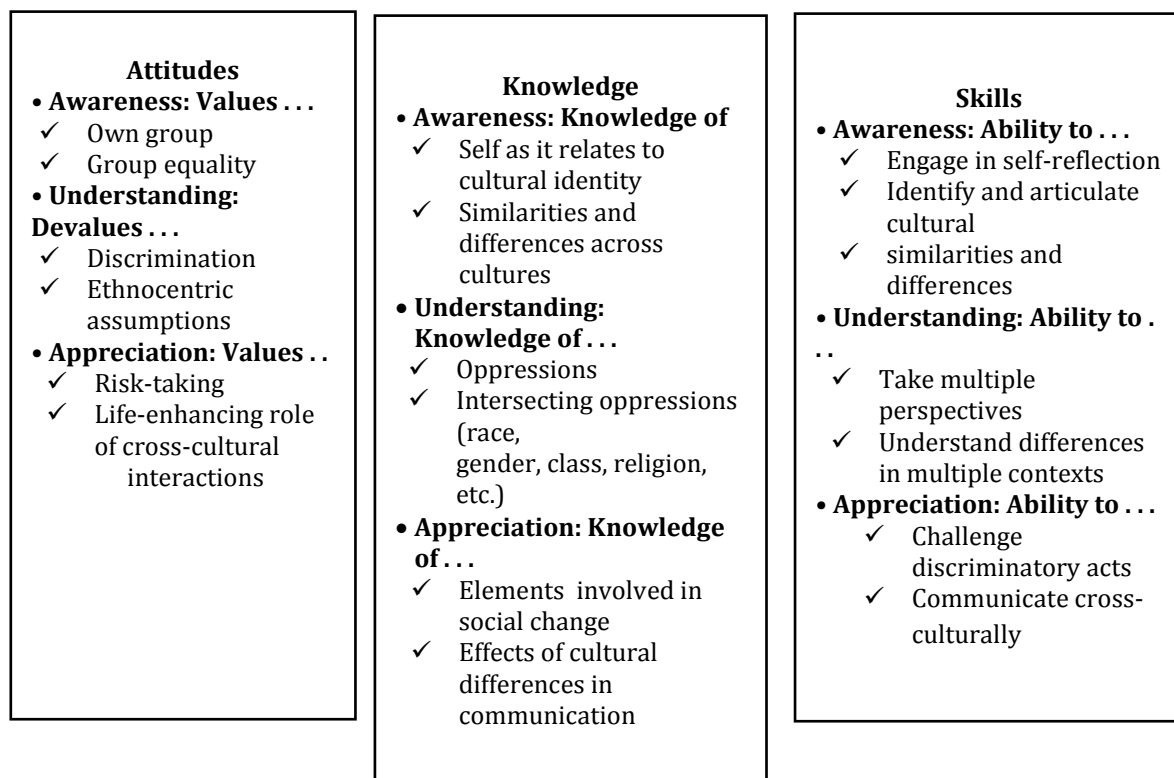 Attitudes
• Awareness: Values . . .
✓ Own group
✓ Group equality
• Understanding:
Devalues . . .
✓ Discrimination
✓ Ethnocentric
assumptions
• Appreciation: Values . .
✓ Risk-taking
✓ Life-enhancing role
of cross-cultural
interactions
Knowledge
• Awareness: Knowledge of
✓ Self as it relates to
cultural identity
✓ Similarities and
differences across
cultures
• Understanding:
Knowledge of . . .
✓ Oppressions
✓ Intersecting oppressions
(race,
gender, class, religion,
etc.)
• Appreciation: Knowledge
of . . .
✓ Elements involved in
social change
✓ Effects of cultural
differences in
communication
Skills
• Awareness: Ability to . . .
✓ Engage in self-reflection
✓ Identify and articulate
cultural
✓ similarities and
differences
• Understanding: Ability to .
. .
✓ Take multiple
perspectives
✓ Understand differences
in multiple contexts
• Appreciation: Ability to . . .
✓ Challenge
discriminatory acts
✓ Communicate cross-
culturally